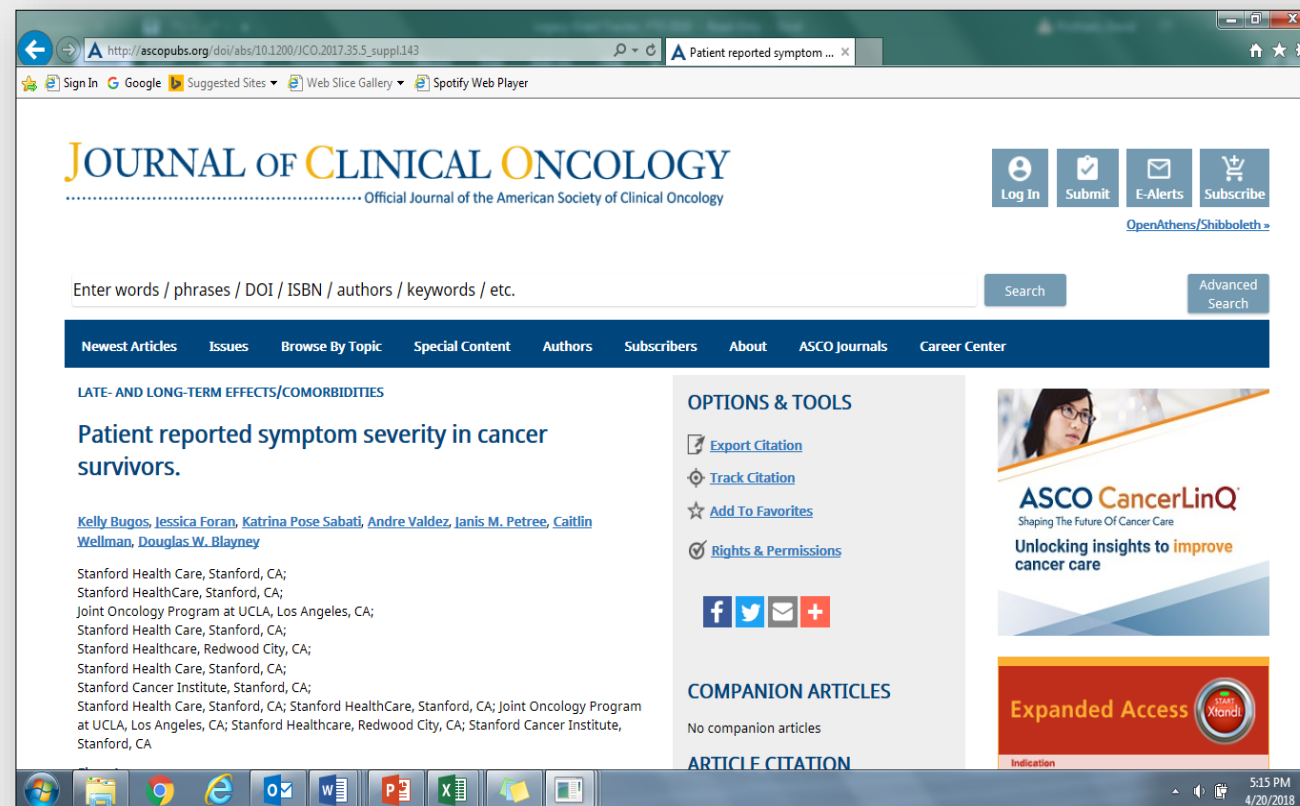 http://ascopubs.org/doi/abs/10.1200/JCO.2017.35.5_suppl.143
Patient reported symptom ...
Sign In
Google
Suggested Sites
Web Slice Gallery
Spotify Web Player
JOURNAL OF CLINICAL ONCOLOGY
Official Journal of the American Society of Clinical Oncology
Log In
Submit
E-Alerts
Subscribe
OpenAthens/Shibboleth »
Enter words / phrases / DOI / ISBN / authors / keywords / etc.
Search
Advanced
Search
Newest Articles
Issues
Browse By Topic
Special Content
Authors
Subscribers
About
ASCO Journals
Career Center
LATE- AND LONG-TERM EFFECTS/COMORBIDITIES
Patient reported symptom severity in cancer
survivors.
Kelly Bugos, Jessica Foran, Katrina Pose Sabati, Andre Valdez, Janis M. Petree, Caitlin
Wellman, Douglas W. Blayney
Stanford Health Care, Stanford, CA;
Stanford HealthCare, Stanford, CA;
Joint Oncology Program at UCLA, Los Angeles, CA;
Stanford Health Care, Stanford, CA;
Stanford Healthcare, Redwood City, CA;
Stanford Health Care, Stanford, CA;
Stanford Cancer Institute, Stanford, CA;
Stanford Health Care, Stanford, CA; Stanford HealthCare, Stanford, CA; Joint Oncology Program
at UCLA, Los Angeles, CA; Stanford Healthcare, Redwood City, CA; Stanford Cancer Institute,
Stanford, CA
OPTIONS & TOOLS
Export Citation
Track Citation
Add To Favorites
Rights & Permissions
COMPANION ARTICLES
No companion articles
ARTICLE CITATION
ASCO CancerLinQ
Shaping The Future Of Cancer Care
Unlocking insights to improve
cancer care
Expanded Access
START
Xtandi
Indication
5:15 PM
4/20/2018